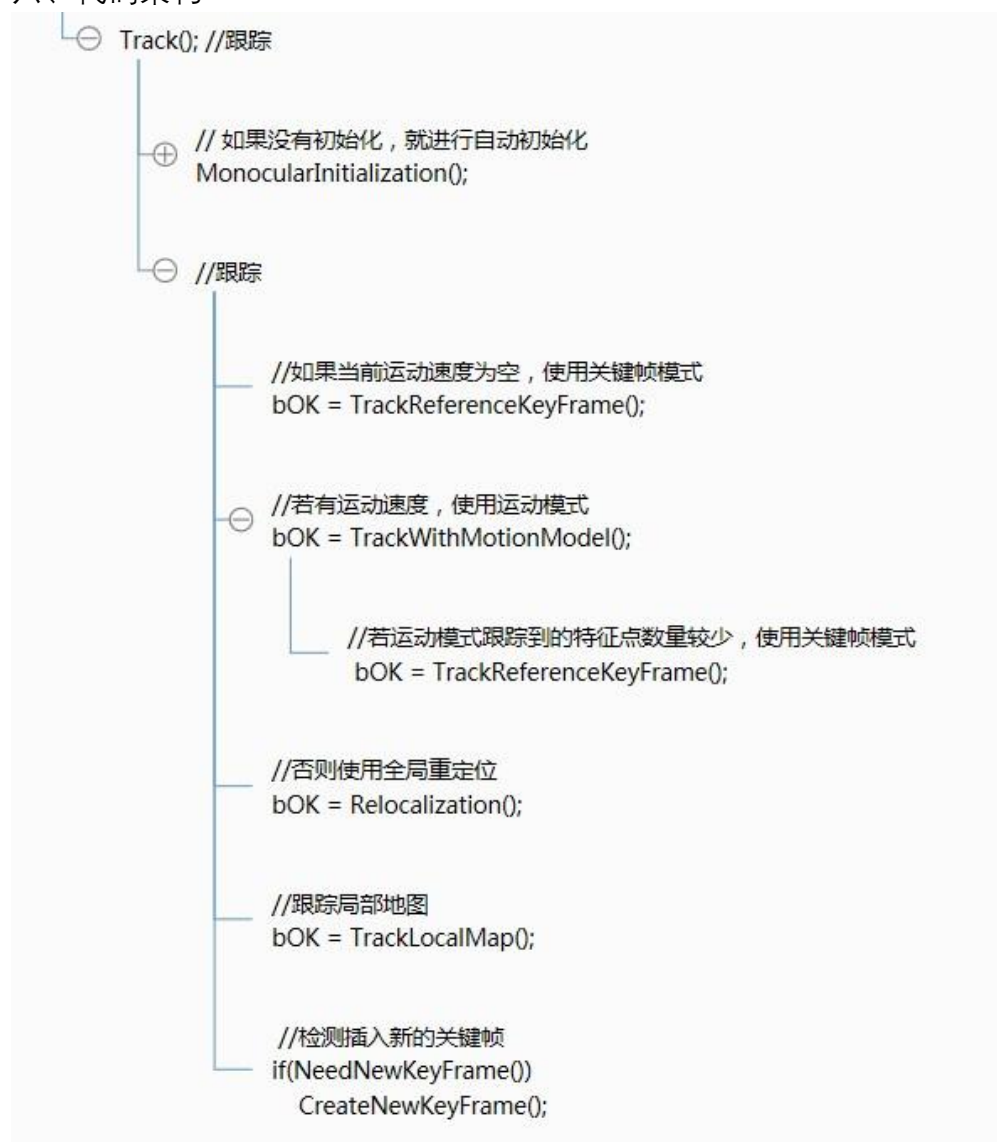 Track(); //跟踪
// 如果没有初始化，就进行自动初始化
MonocularInitialization();
//跟踪
//如果当前运动速度为空，使用关键帧模式
bOK = TrackReferenceKeyFrame();
//若有运动速度，使用运动模式
bOK = TrackWithMotionModel();
//若运动模式跟踪到的特征点数量较少，使用关键帧模式
bOK = TrackReferenceKeyFrame();
//否则使用全局重定位
bOK = Relocalization();
//跟踪局部地图
bOK = TrackLocalMap();
//检测插入新的关键帧
if(NeedNewKeyFrame())
CreateNewKeyFrame();